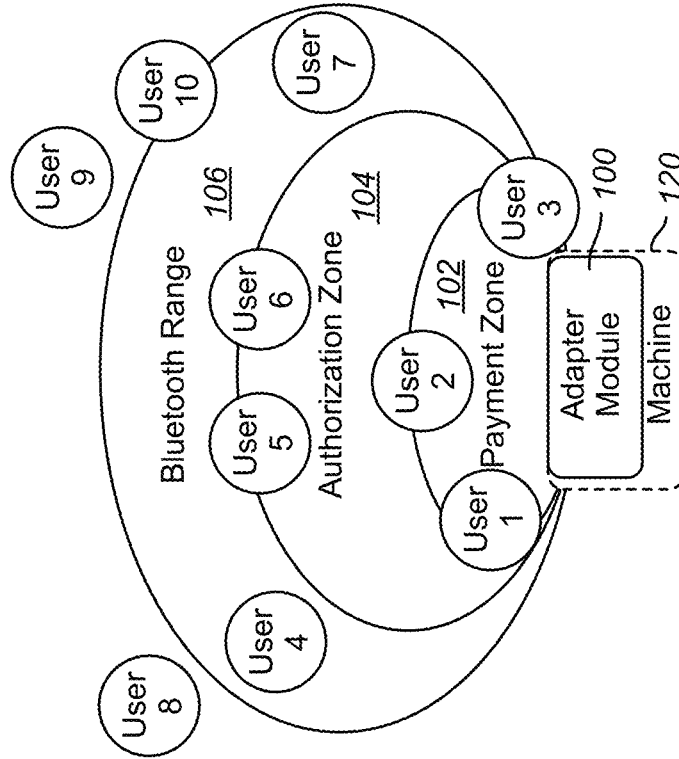 User
9
User
10
User
8
Bluetooth Range
106
User
7
User
4
User
5
User
6
Authorization Zone
104
User
1
User
2
User
3
102
Payment Zone
Adapter
Module
Machine
100
120